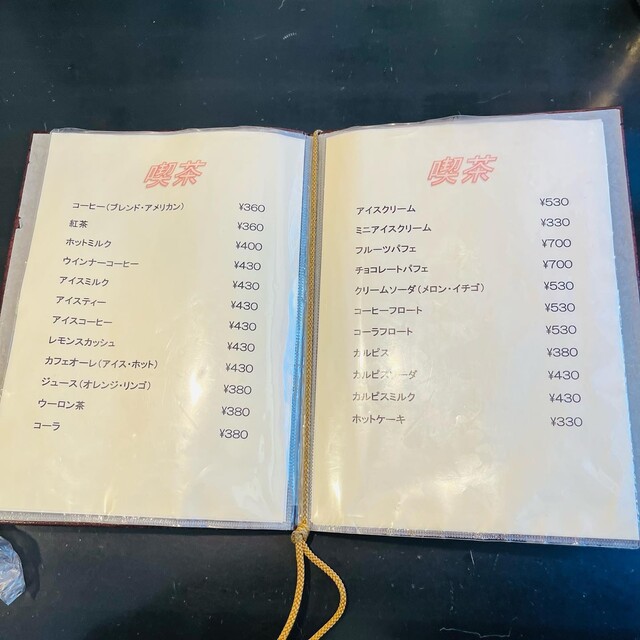 喫茶
コーヒー(ブレンド・アメリカン) ¥360
紅茶 ¥360
ホットミルク ¥400
ウインナーコーヒー ¥430
アイスミルク ¥430
アイスティー ¥430
アイスコーヒー ¥430
レモンスカッシュ ¥430
カフェオーレ(アイス・ホット) ¥430
ジュース(オレンジ・リンゴ) ¥380
ウーロン茶 ¥380
コーラ ¥380
喫茶
アイスクリーム ¥530
ミニアイスクリーム ¥330
フルーツパフェ ¥700
チョコレートパフェ ¥700
クリームソーダ(メロン・イチゴ) ¥530
コーヒーフロート ¥530
コーラフロート ¥530
カルピス ¥380
カルピスソーダ ¥430
カルピスミルク ¥430
ホットケーキ ¥330